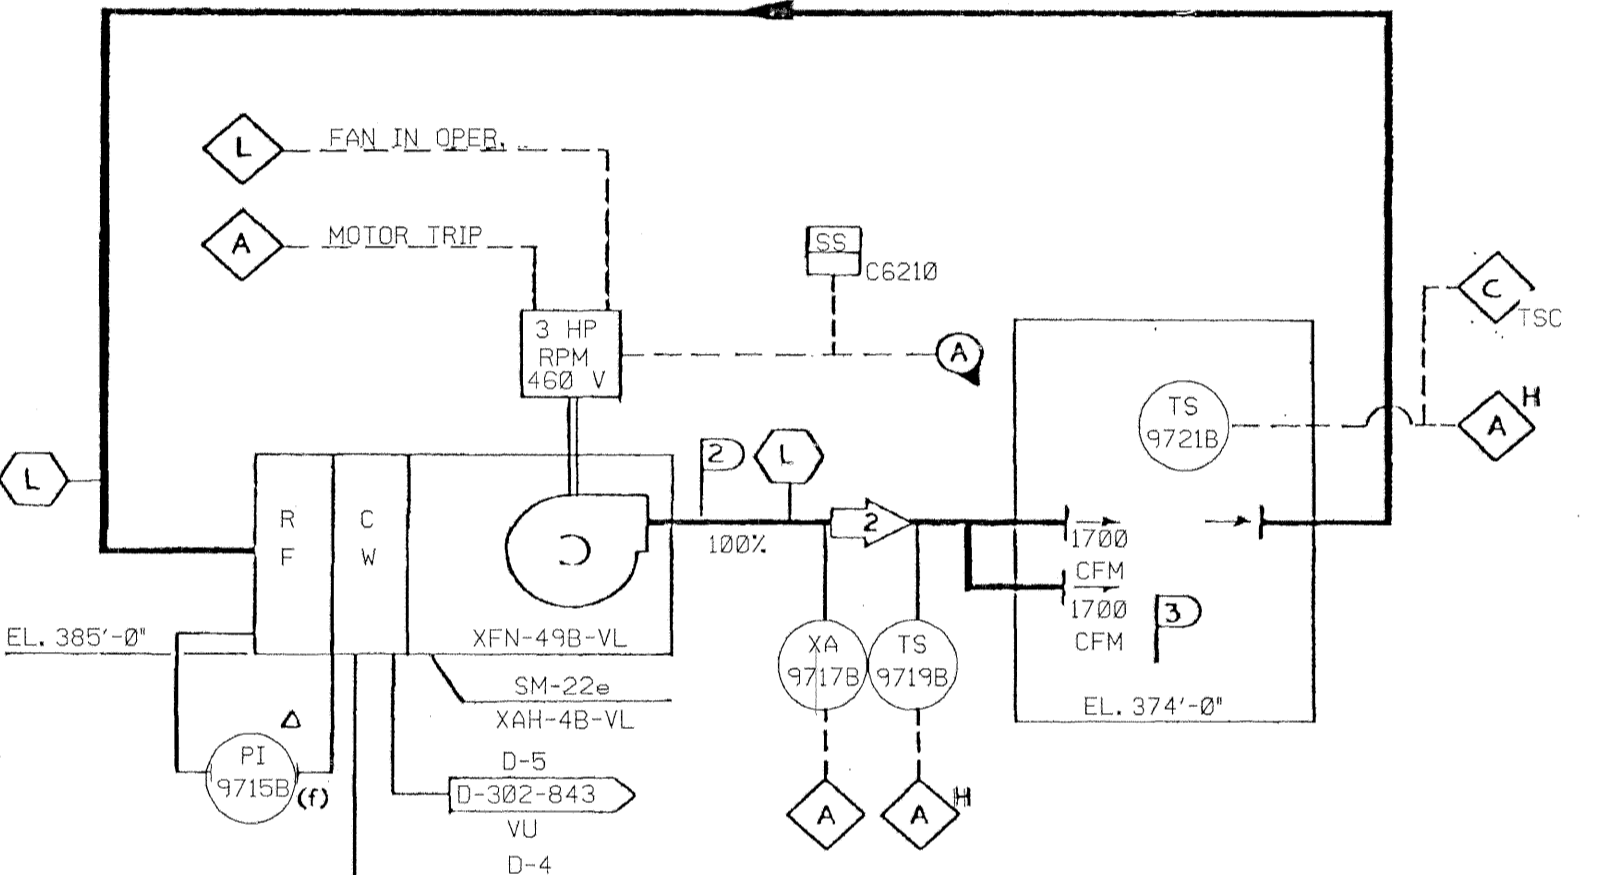 L FAN IN OPER.
A MOTOR TRIP
SS
C6210
3 HP
RPM
460 V
A
C
TSC
TS
9721B
A H
L
R
F
C
W
2
L
100%
2
1700
CFM
1700
CFM
3
EL. 385'-0"
XFN-49B-VL
XA
9717B
TS
9719B
EL. 374'-0"
SM-22e
XAH-4B-VL
Δ
PI
9715B
(f)
D-5
D-302-843
VU
D-4
A
A H